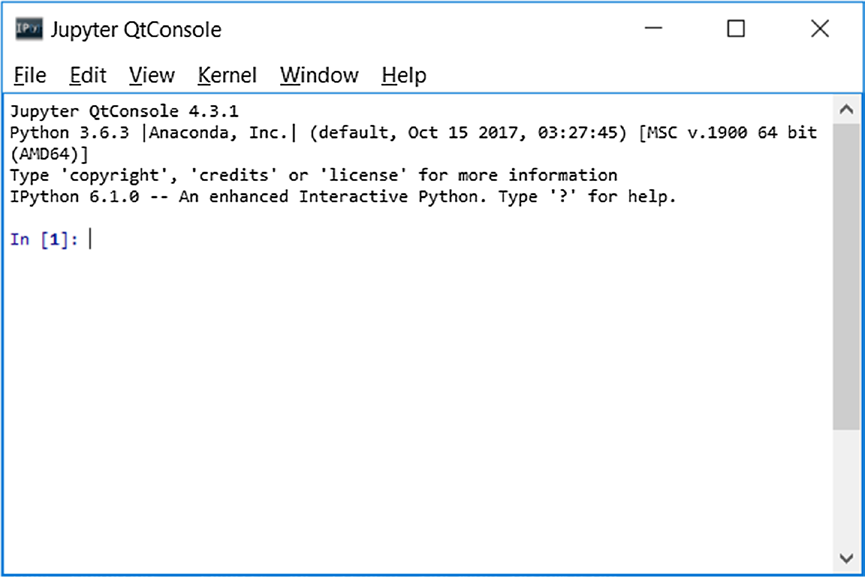 IPy Jupyter QtConsole
File Edit View Kernel Window Help
Jupyter QtConsole 4.3.1
Python 3.6.3 |Anaconda, Inc.| (default, Oct 15 2017, 03:27:45) [MSC v.1900 64 bit
(AMD64)]
Type 'copyright', 'credits' or 'license' for more information
IPython 6.1.0 -- An enhanced Interactive Python. Type '?' for help.
In [1]: